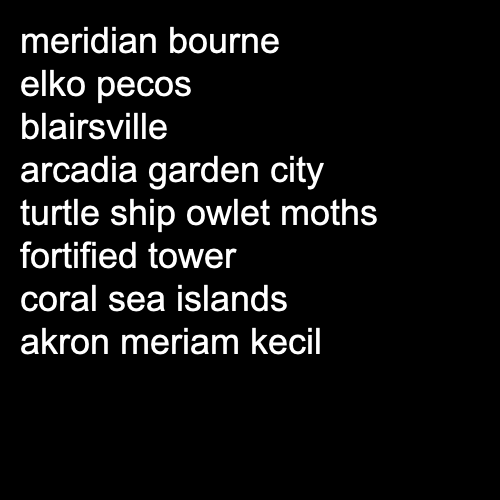 meridian bourne
elko pecos
blairsville
arcadia garden city
turtle ship owlet moths
fortified tower
coral sea islands
akron meriam kecil